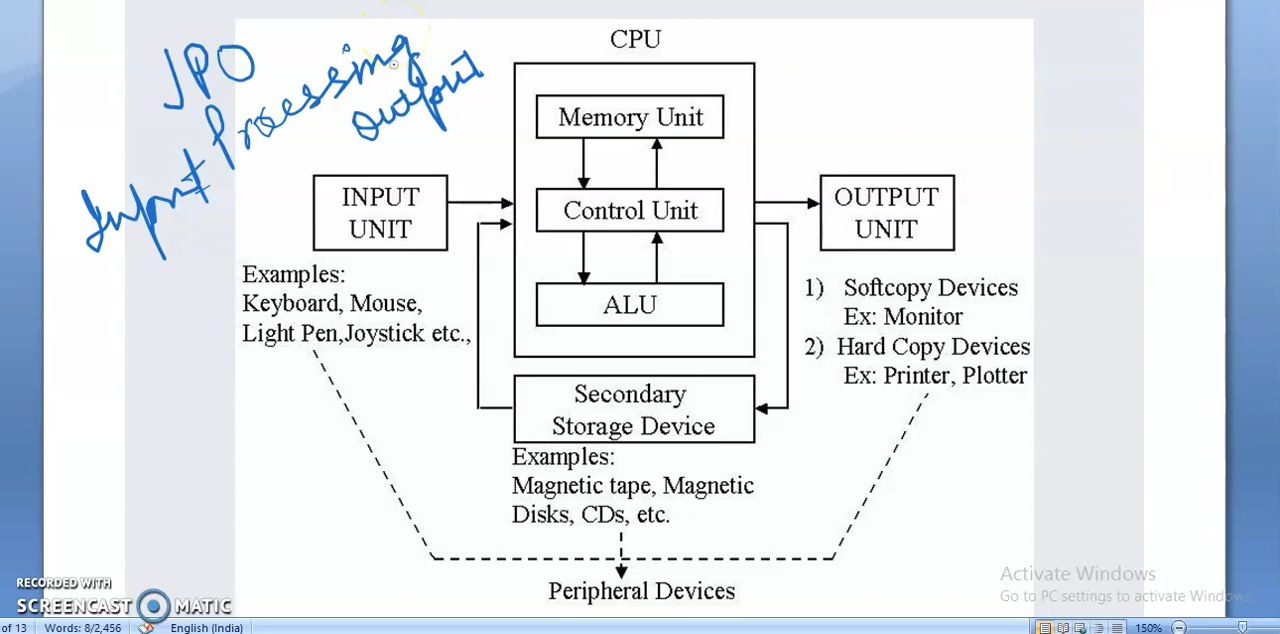 IPO
Input Processing Output
CPU
Memory Unit
Control Unit
ALU
INPUT
UNIT
Examples:
Keyboard, Mouse,
Light Pen,Joystick etc.,
OUTPUT
UNIT
1) Softcopy Devices
Ex: Monitor
2) Hard Copy Devices
Ex: Printer, Plotter
Secondary
Storage Device
Examples:
Magnetic tape, Magnetic
Disks, CDs, etc.
Peripheral Devices
Activate Windows
Go to PC settings to activate Windows.
RECORDED WITH
SCREENCAST MATIC
of 13 Words: 8/2,456 English (India) 150%